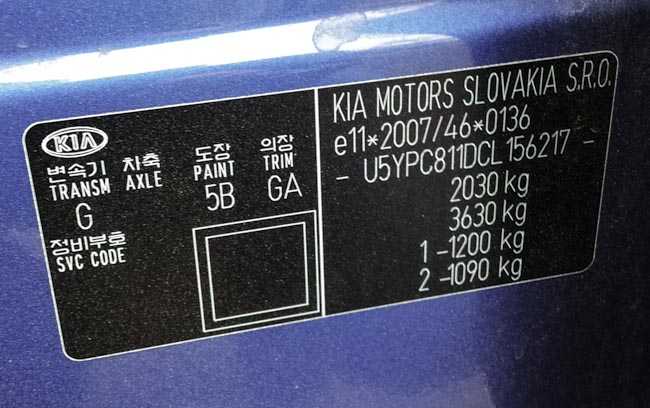 KIA
변속기 차축 도장 의장
TRANSM AXLE PAINT TRIM
G 5B GA
정비부호
SVC CODE
KIA MOTORS SLOVAKIA S.R.O.
e11*2007/46*0136
- U5YPC811DCL156217 -
2030 kg
3630 kg
1 -1200 kg
2 -1090 kg